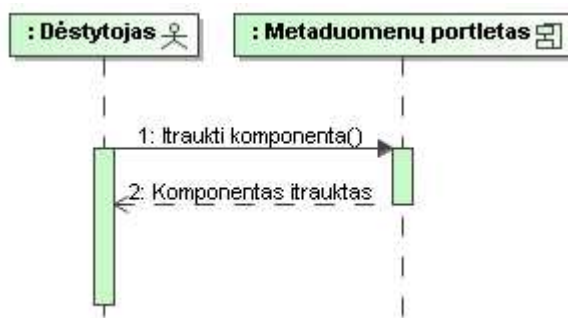 : Dėstytojas
: Metaduomenų portletas
1: Itraukti komponenta()
2: Komponentas itrauktas